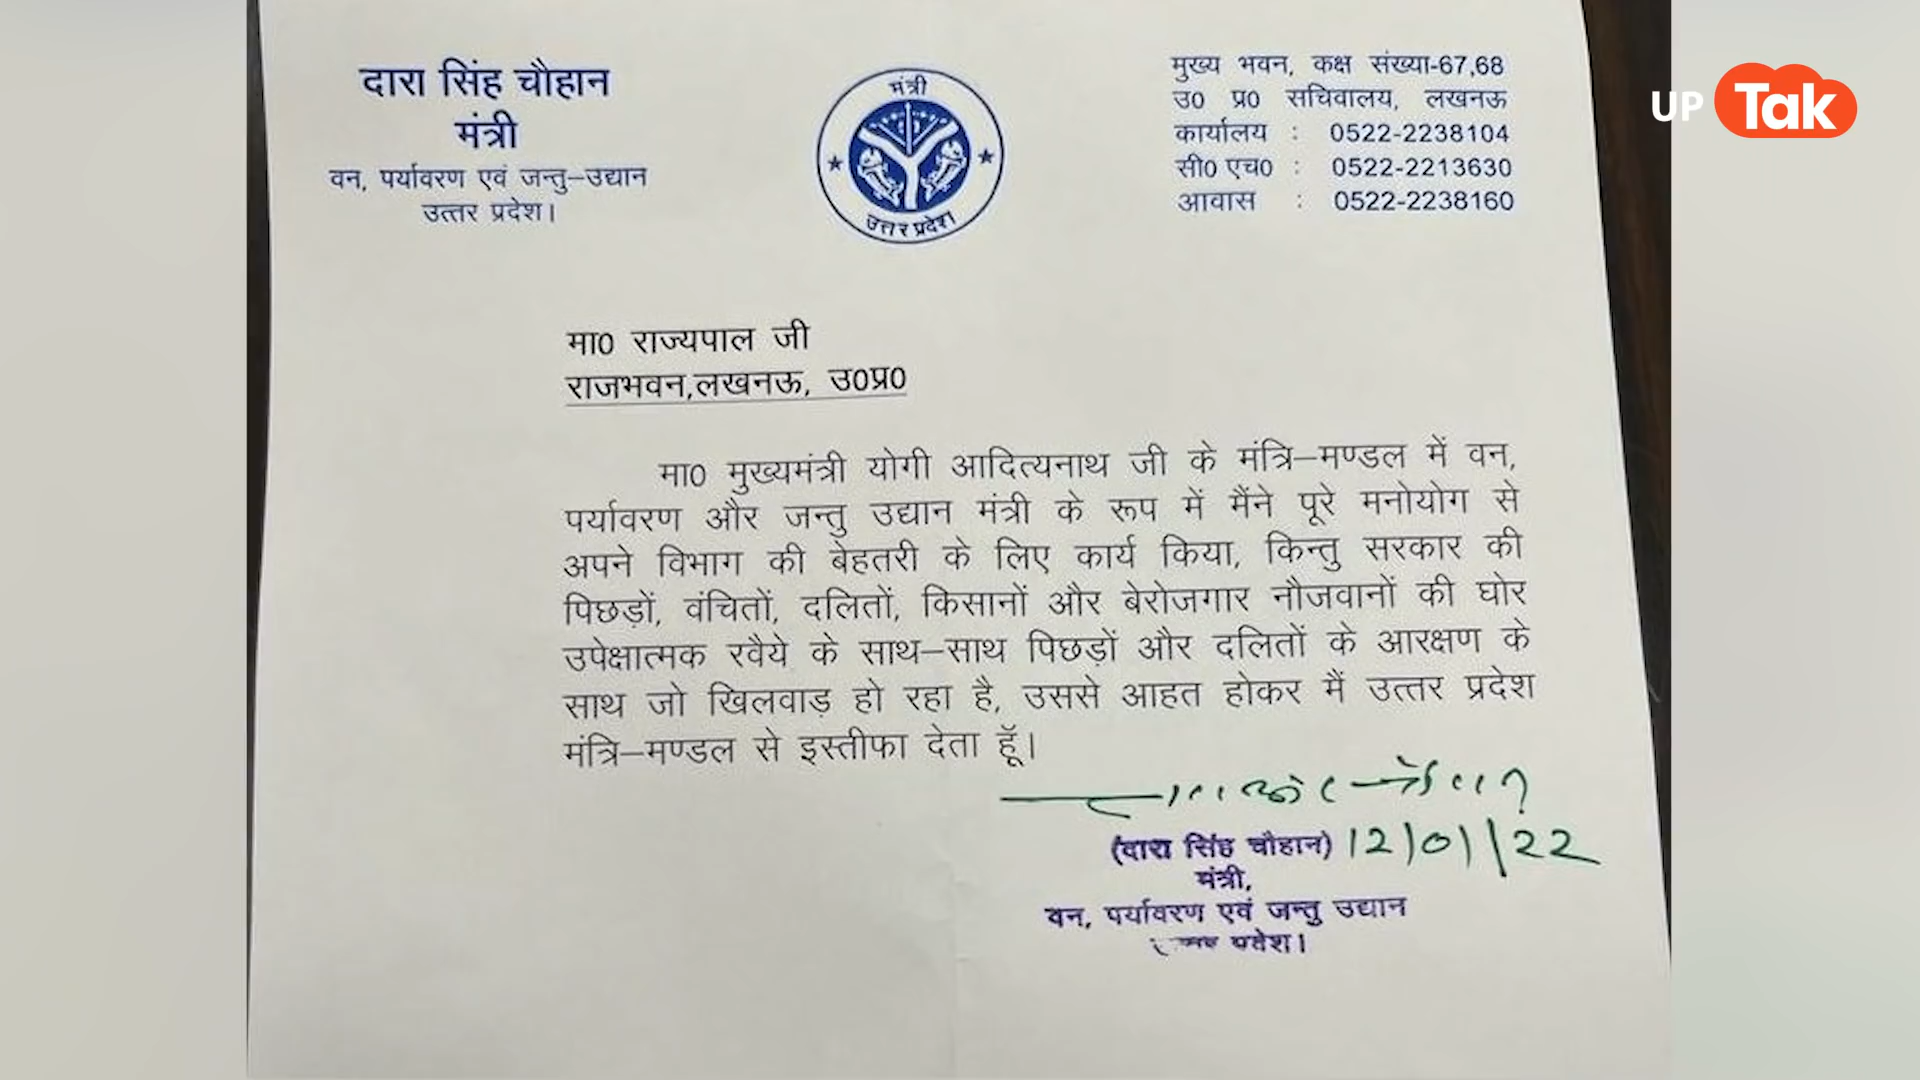 दारा सिंह चौहान
मंत्री
वन, पर्यावरण एवं जन्तु-उद्यान
उत्तर प्रदेश।
मंत्री
उत्तर प्रदेश
मुख्य भवन, कक्ष संख्या-67,68
उ0 प्र0 सचिवालय, लखनऊ
कार्यालय : 0522-2238104
सी0 एच0 : 0522-2213630
आवास : 0522-2238160
UP Tak
मा0 राज्यपाल जी
राजभवन,लखनऊ, उ0प्र0
मा0 मुख्यमंत्री योगी आदित्यनाथ जी के मंत्रि-मण्डल में वन,
पर्यावरण और जन्तु उद्यान मंत्री के रूप में मैंने पूरे मनोयोग से
अपने विभाग की बेहतरी के लिए कार्य किया, किन्तु सरकार की
पिछड़ों, वंचितों, दलितों, किसानों और बेरोजगार नौजवानों की घोर
उपेक्षात्मक रवैये के साथ-साथ पिछड़ों और दलितों के आरक्षण के
साथ जो खिलवाड़ हो रहा है, उससे आहत होकर मैं उत्तर प्रदेश
मंत्रि-मण्डल से इस्तीफा देता हूॅ।
(दारा सिंह चौहान) 12/01/22
मंत्री,
वन, पर्यावरण एवं जन्तु उद्यान
प्रदेश।